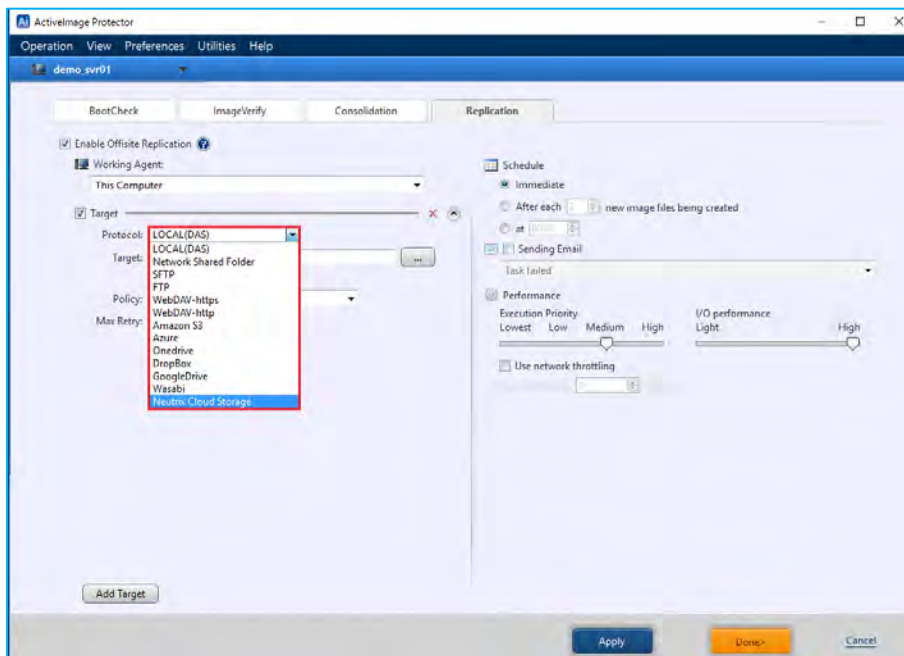 Ai ActiveImage Protector
Operation View Preferences Utilities Help
demo_svr01
BootCheck ImageVerify Consolidation Replication
Enable Offisite Replication ?
Working Agent:
This Computer
Target
Protocol: LOCAL(DAS)
LOCAL(DAS)
Network Shared Folder
SFTP
FTP
WebDAV-https
WebDAV-http
Amazon S3
Azure
Onedrive
DropBox
GoogleDrive
Wasabi
Neutrix Cloud Storage
Target: ...
Policy:
Max Retry:
Add Target
Schedule
Immediate
After each new image files being created
at
Sending Email
Task failed
Performance
Execution Priority I/O performance
Lowest Low Medium High Light High
Use network throttling
Apply Done> Cancel